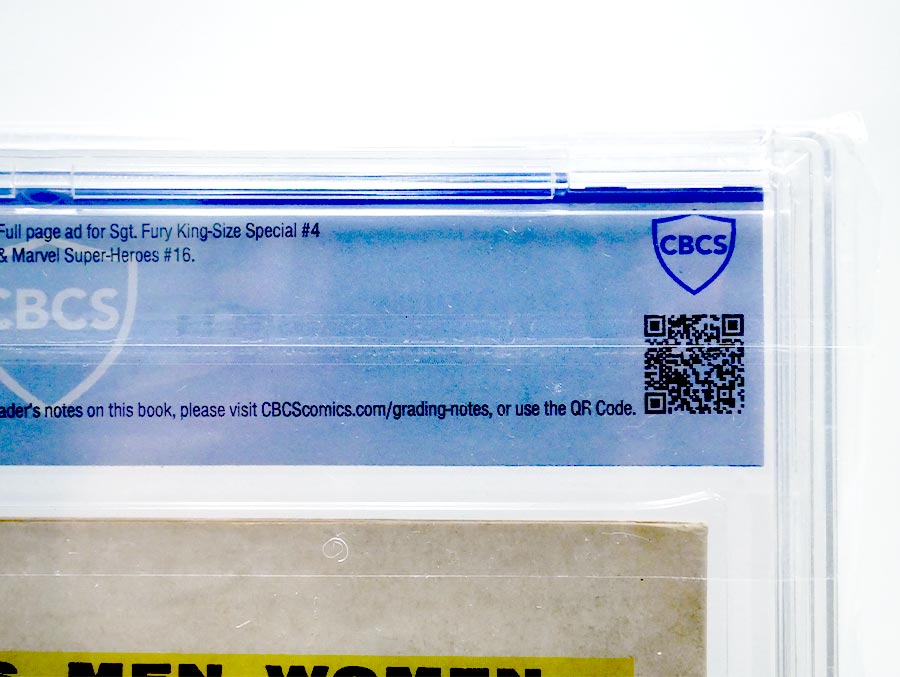 Full page ad for Sgt. Fury King-Size Special #4
& Marvel Super-Heroes #16.
CBCS
CBCS
notes on this book, please visit CBCScomics.com/grading-notes, or use the QR Code.
MEN WOMEN